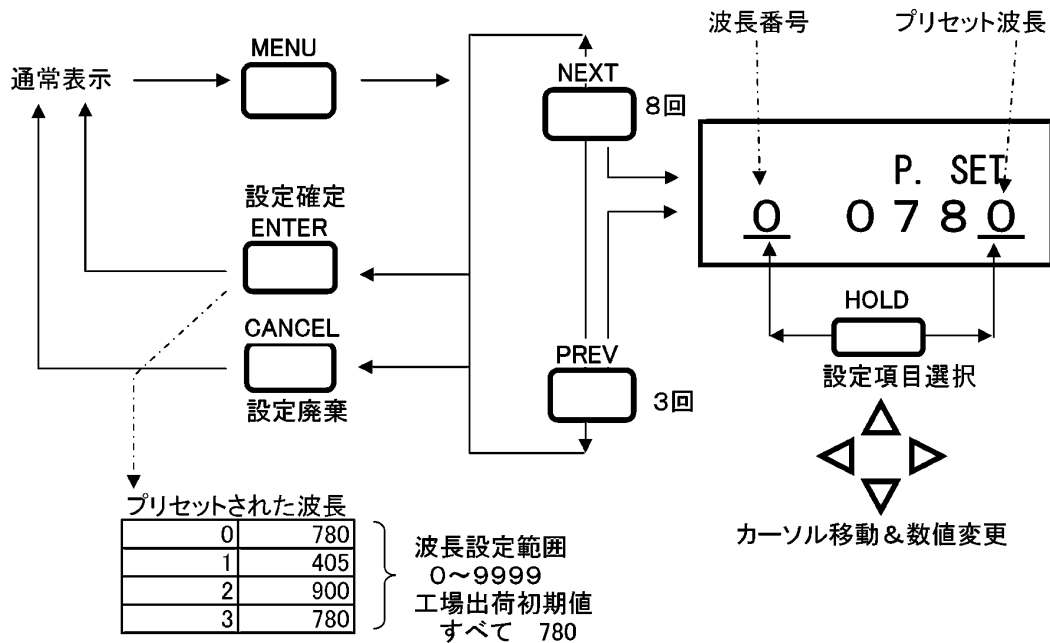 波長番号
プリセット波長
MENU
通常表示
NEXT
8回
P. SET
0 0780
設定確定
ENTER
HOLD
設定項目選択
CANCEL
設定廃棄
PREV
3回
カーソル移動＆数値変更
プリセットされた波長
0 780
1 405
2 900
3 780
波長設定範囲
0～9999
工場出荷初期値
すべて 780